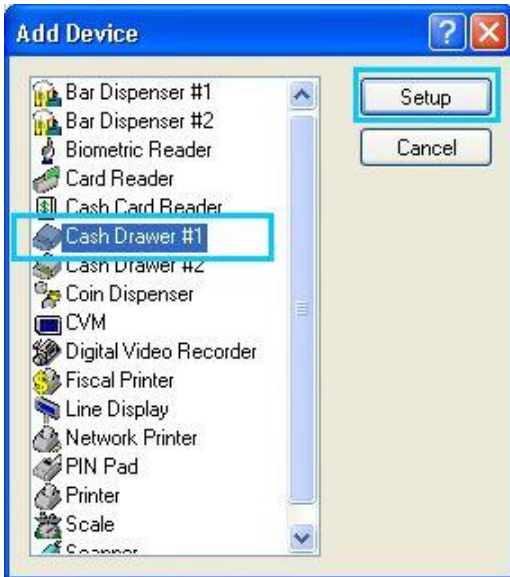 Add Device
Bar Dispenser #1
Bar Dispenser #2
Biometric Reader
Card Reader
Cash Card Reader
Cash Drawer #1
Cash Drawer #2
Coin Dispenser
CVM
Digital Video Recorder
Fiscal Printer
Line Display
Network Printer
PIN Pad
Printer
Scale
Scanner
Setup
Cancel